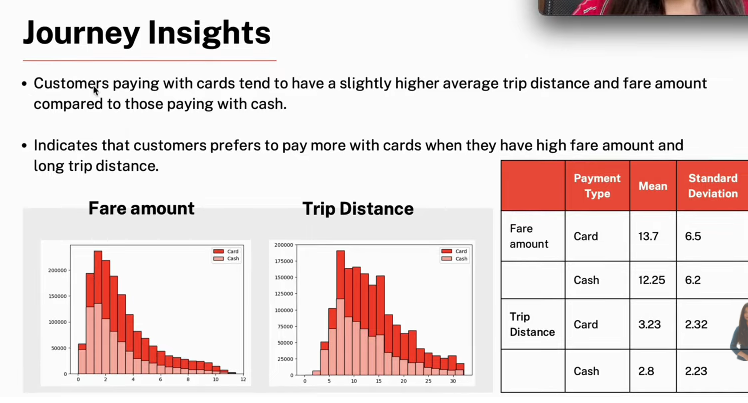 Journey Insights
• Customers paying with cards tend to have a slightly higher average trip distance and fare amount
compared to those paying with cash.
• Indicates that customers prefers to pay more with cards when they have high fare amount and
long trip distance.
Fare amount
Card
Cash
200000
150000
100000
50000
0
0 2 4 6 8 10 12
Trip Distance
Card
Cash
200000
175000
150000
125000
100000
75000
50000
25000
0
0 5 10 15 20 25 30
Payment Type Mean Standard Deviation
Fare amount Card 13.7 6.5
Cash 12.25 6.2
Trip Distance Card 3.23 2.32
Cash 2.8 2.23